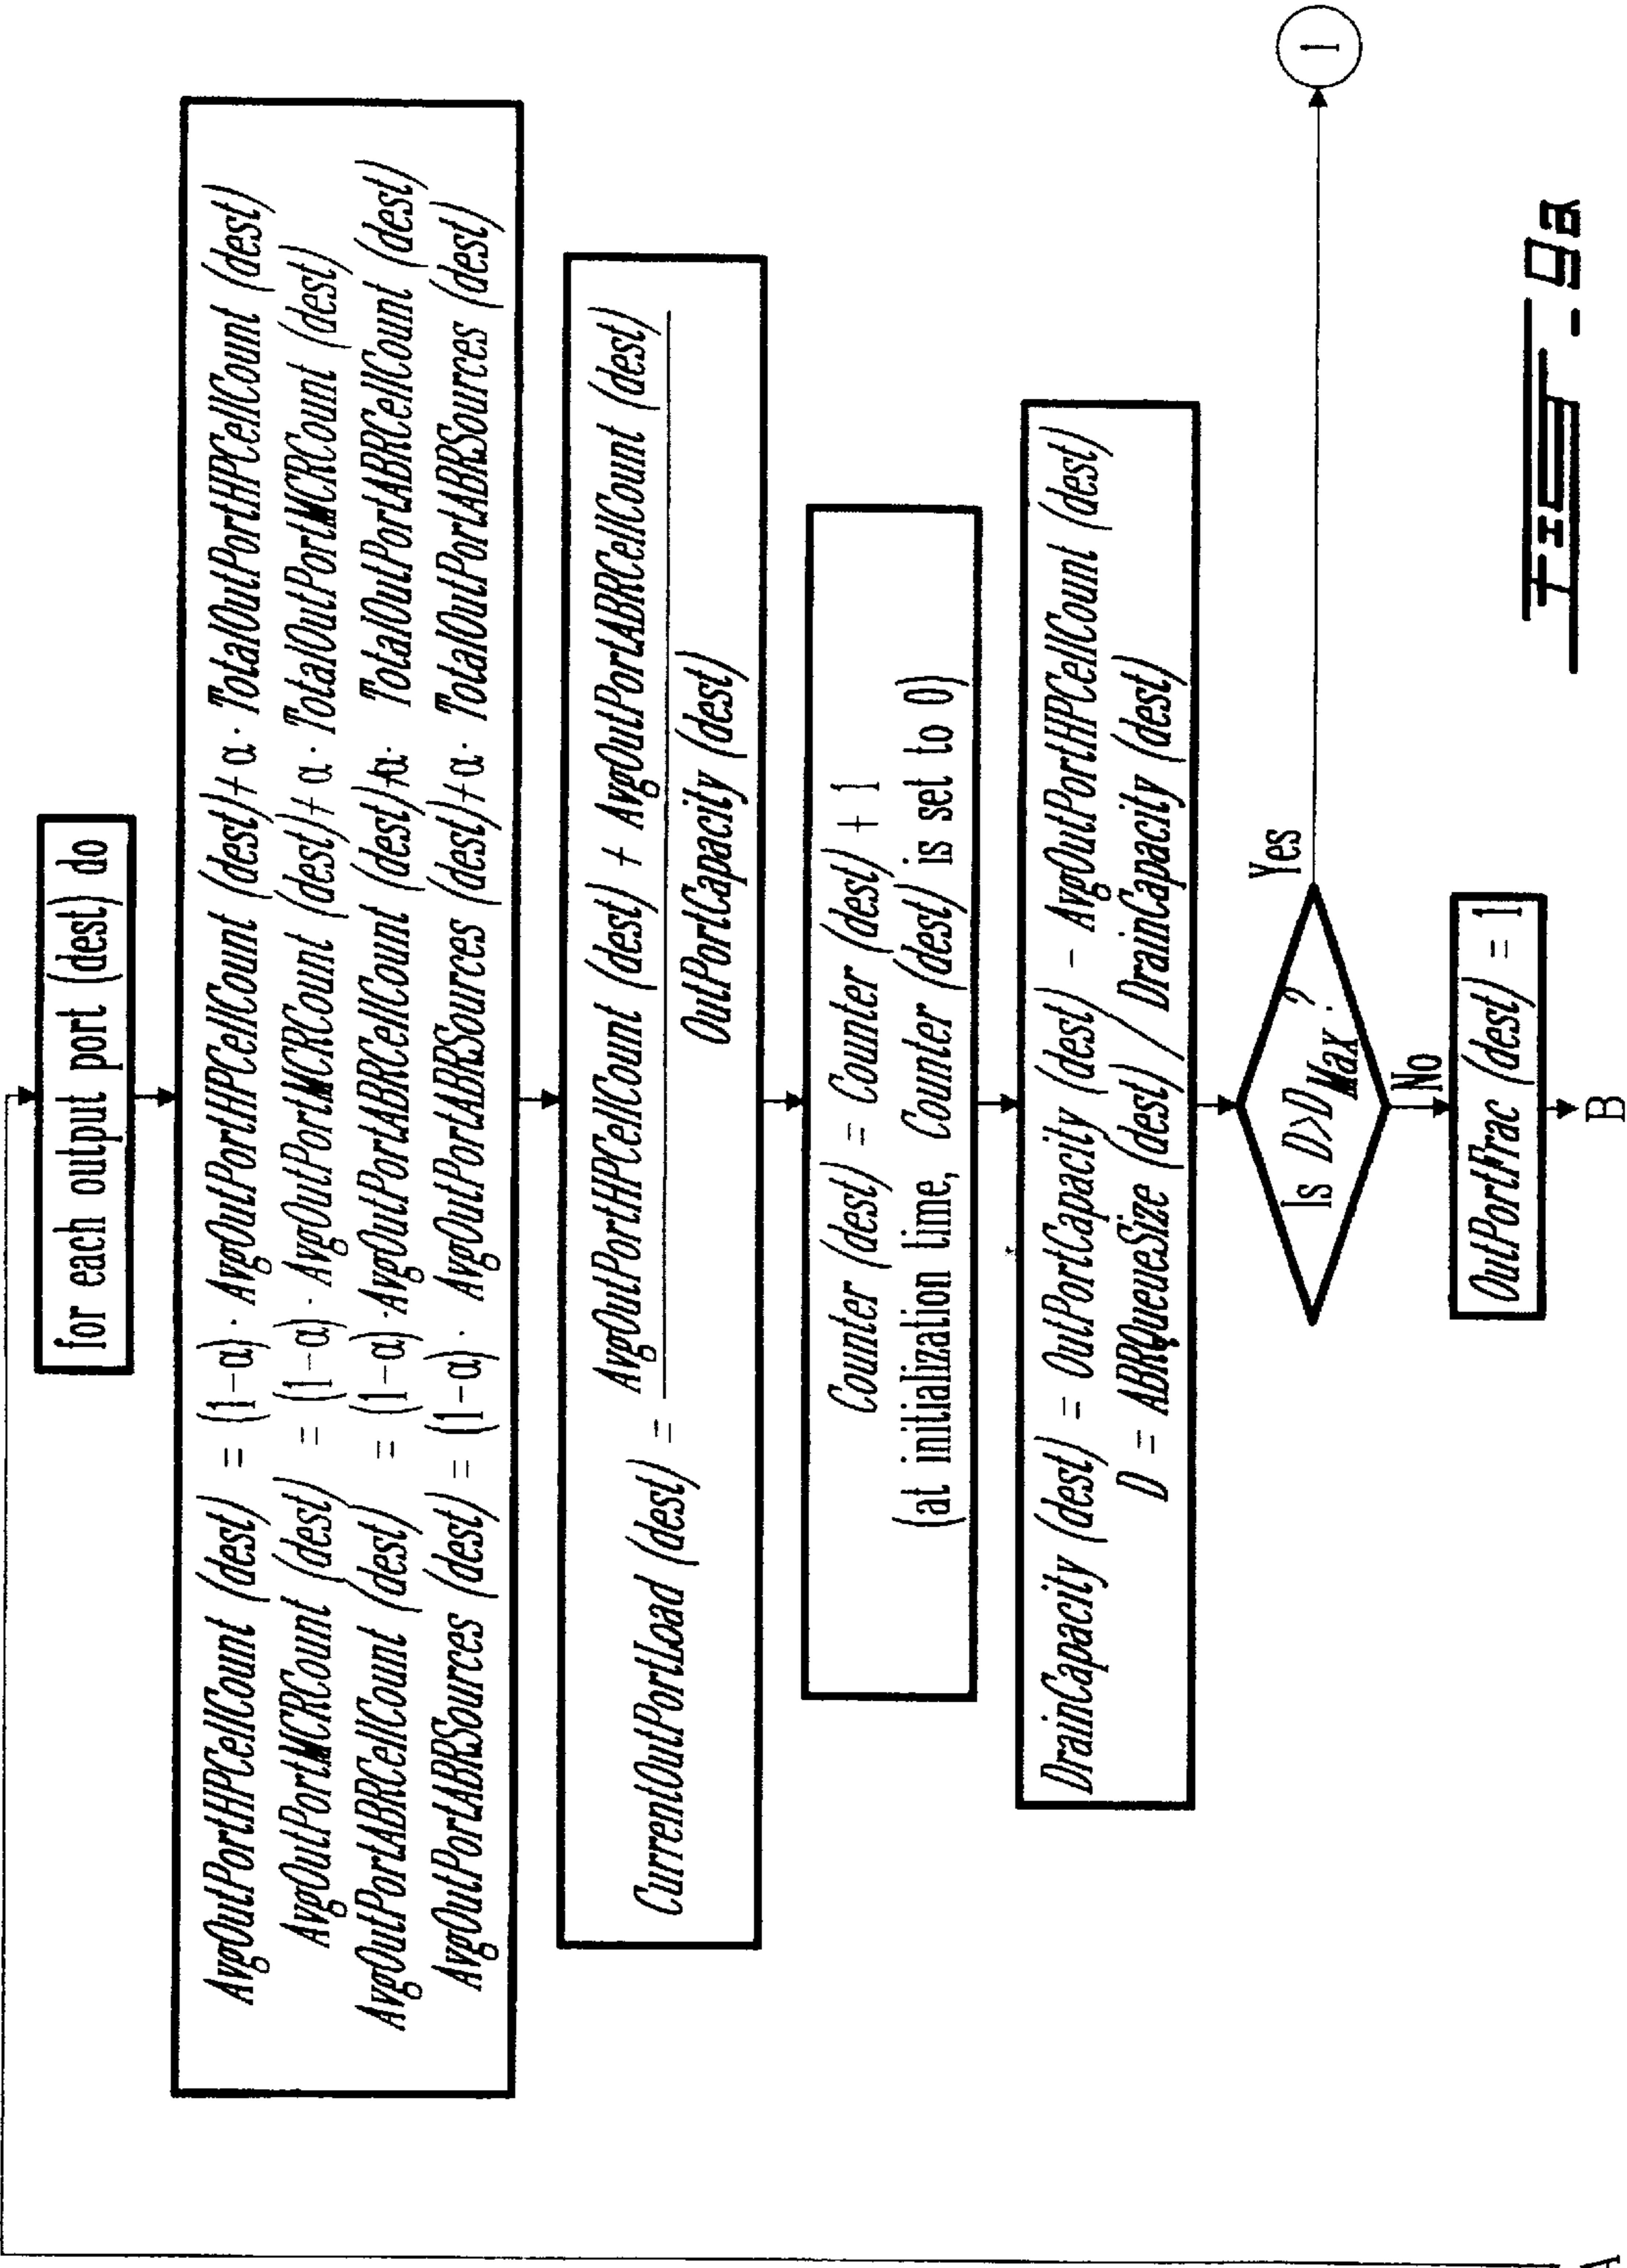 for each output port (dest) do
AvgOutPortHPCellCount (dest) = (1-α) · AvgOutPortHPCellCount (dest) + α · TotalOutPortHPCellCount (dest)
AvgOutPortMCRCount (dest) = (1-α) · AvgOutPortMCRCount (dest) + α · TotalOutPortMCRCount (dest)
AvgOutPortABRCellCount (dest) = (1-α) · AvgOutPortABRCellCount (dest) + α · TotalOutPortABRCellCount (dest)
AvgOutPortABRSources (dest) = (1-α) · AvgOutPortABRSources (dest) + α · TotalOutPortABRSources (dest)
CurrentOutPortLoad (dest) = AvgOutPortHPCellCount (dest) + AvgOutPortABRCellCount (dest)
OutPortCapacity (dest)
Counter (dest) = Counter (dest) + 1
(at initialization time, Counter (dest) is set to 0)
DrainCapacity (dest) = OutPortCapacity (dest) - AvgOutPortHPCellCount (dest)
D = ABRQueueSize (dest) / DrainCapacity (dest)
Is D>D Max ?
Yes
1
No
OutPortFrac (dest) = 1
B
A
Fig - 9a